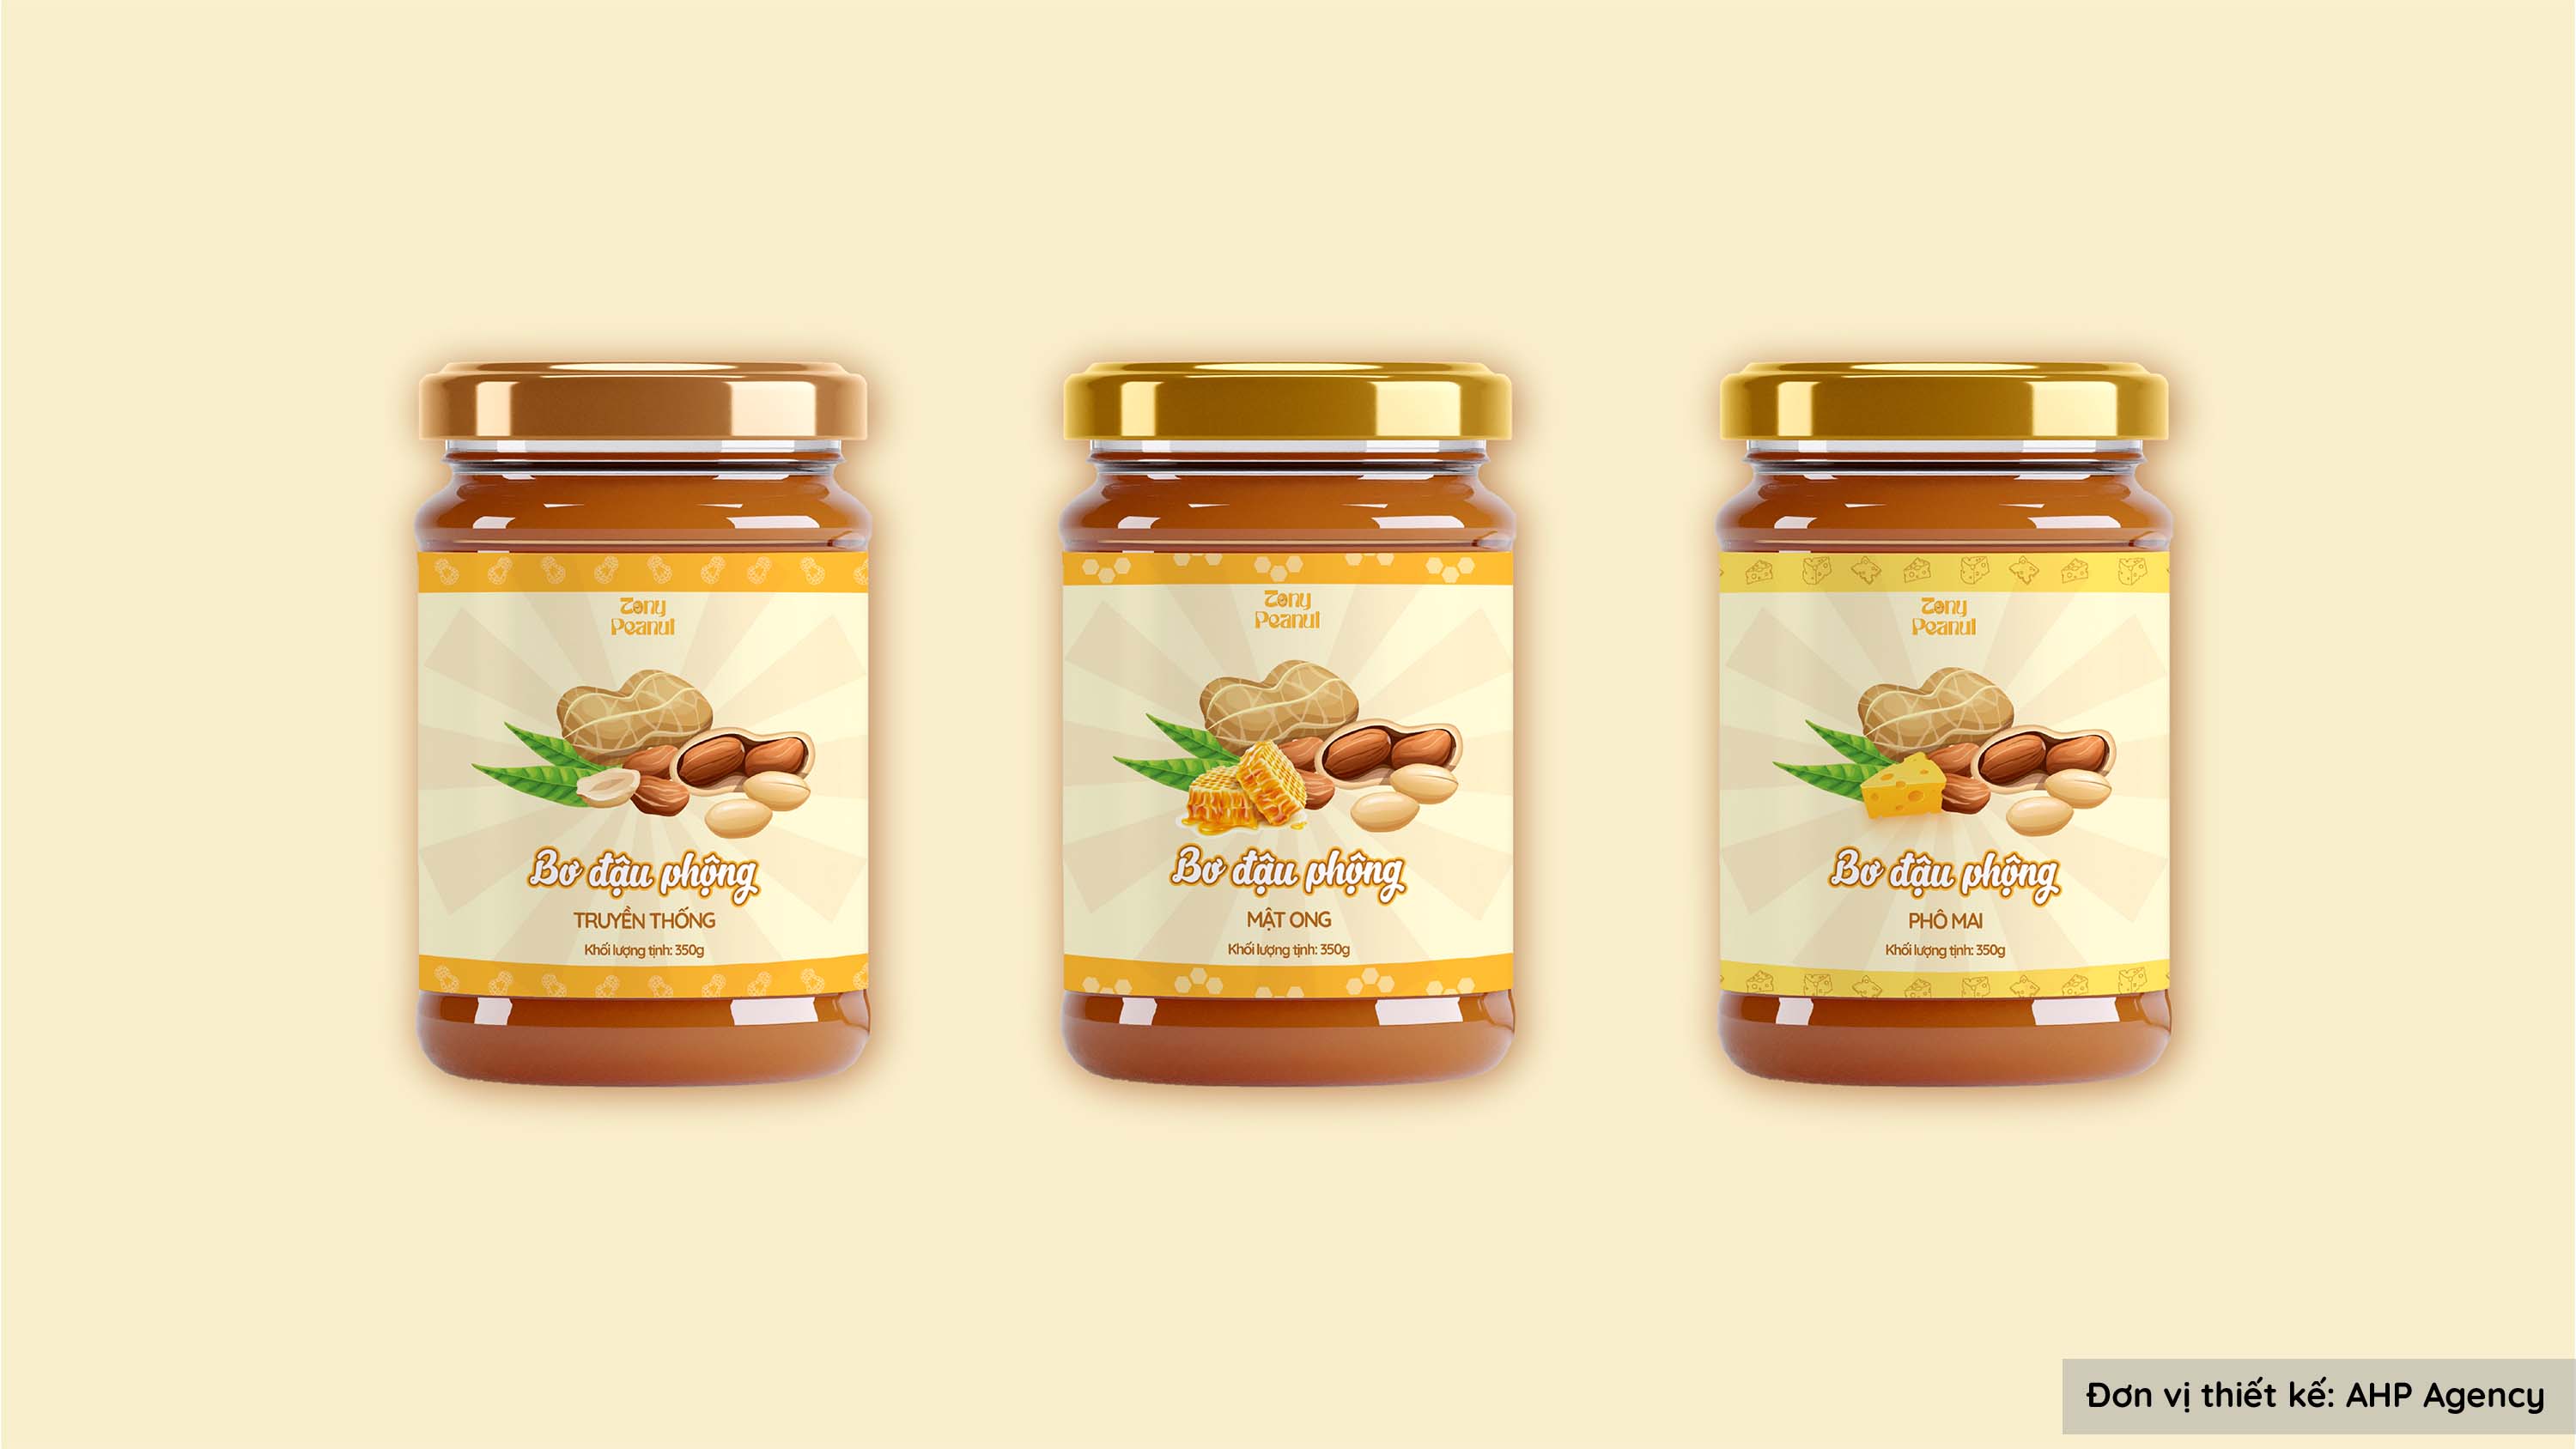 Zony
Peanut
Bơ đậu phộng
TRUYỀN THỐNG
Khối lượng tịnh: 350g
Zony
Peanut
Bơ đậu phộng
MẬT ONG
Khối lượng tịnh: 350g
Zony
Peanut
Bơ đậu phộng
PHÔ MAI
Khối lượng tịnh: 350g
Đơn vị thiết kế: AHP Agency